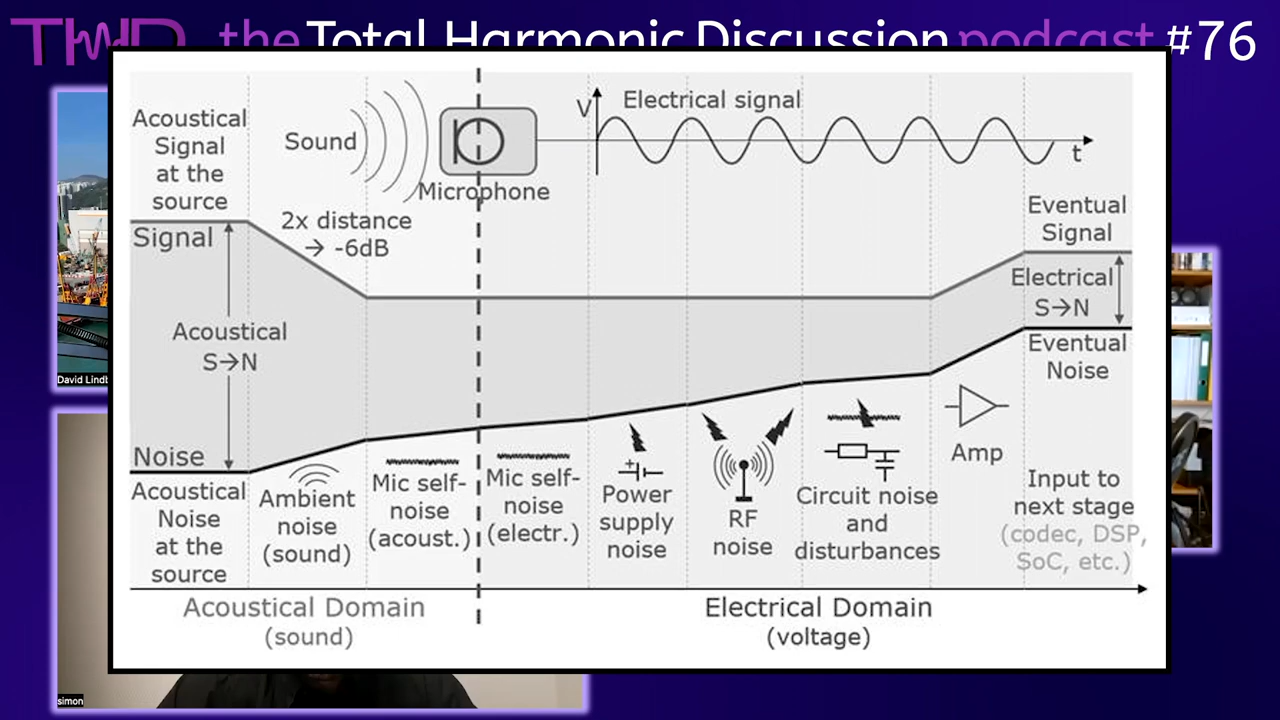 THD the Total Harmonic Discussion podcast #76
Acoustical
Signal
at the
source
Sound
Microphone
V
Electrical signal
t
2x distance
→ -6dB
Signal
Acoustical
S→N
Noise
Eventual
Signal
Electrical
S→N
Eventual
Noise
Acoustical
Noise
at the
source
Ambient
noise
(sound)
Mic self-
noise
(acoust.)
Mic self-
noise
(electr.)
+
Power
supply
noise
RF
noise
Circuit noise
and
disturbances
Amp
Input to
next stage
(codec, DSP,
SoC, etc.)
Acoustical Domain
(sound)
Electrical Domain
(voltage)
David Lindb
simon